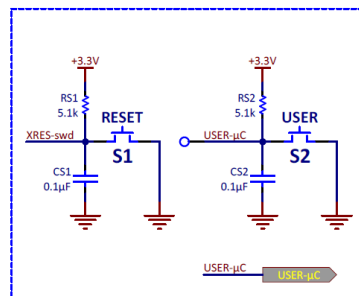 +3.3V
RS1
5.1k
RESET
XRES-swd
S1
CS1
0.1µF
+3.3V
RS2
5.1k
USER
USER-µC
S2
CS2
0.1µF
USER-µC
USER-µC